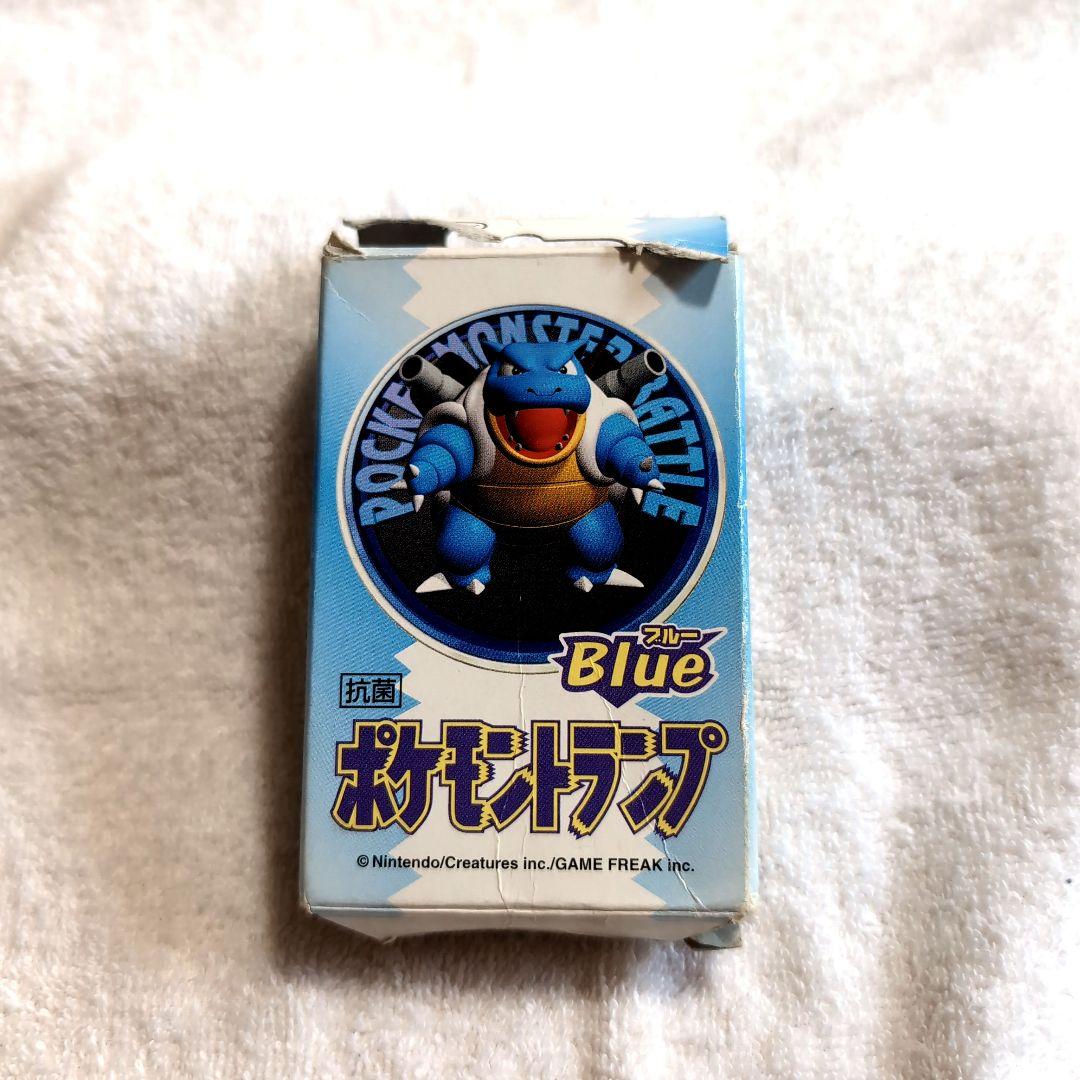 POCKET MONSTER BATTLE
ブルー
Blue
抗菌
ポケモントランプ
© Nintendo/Creatures inc./GAME FREAK inc.